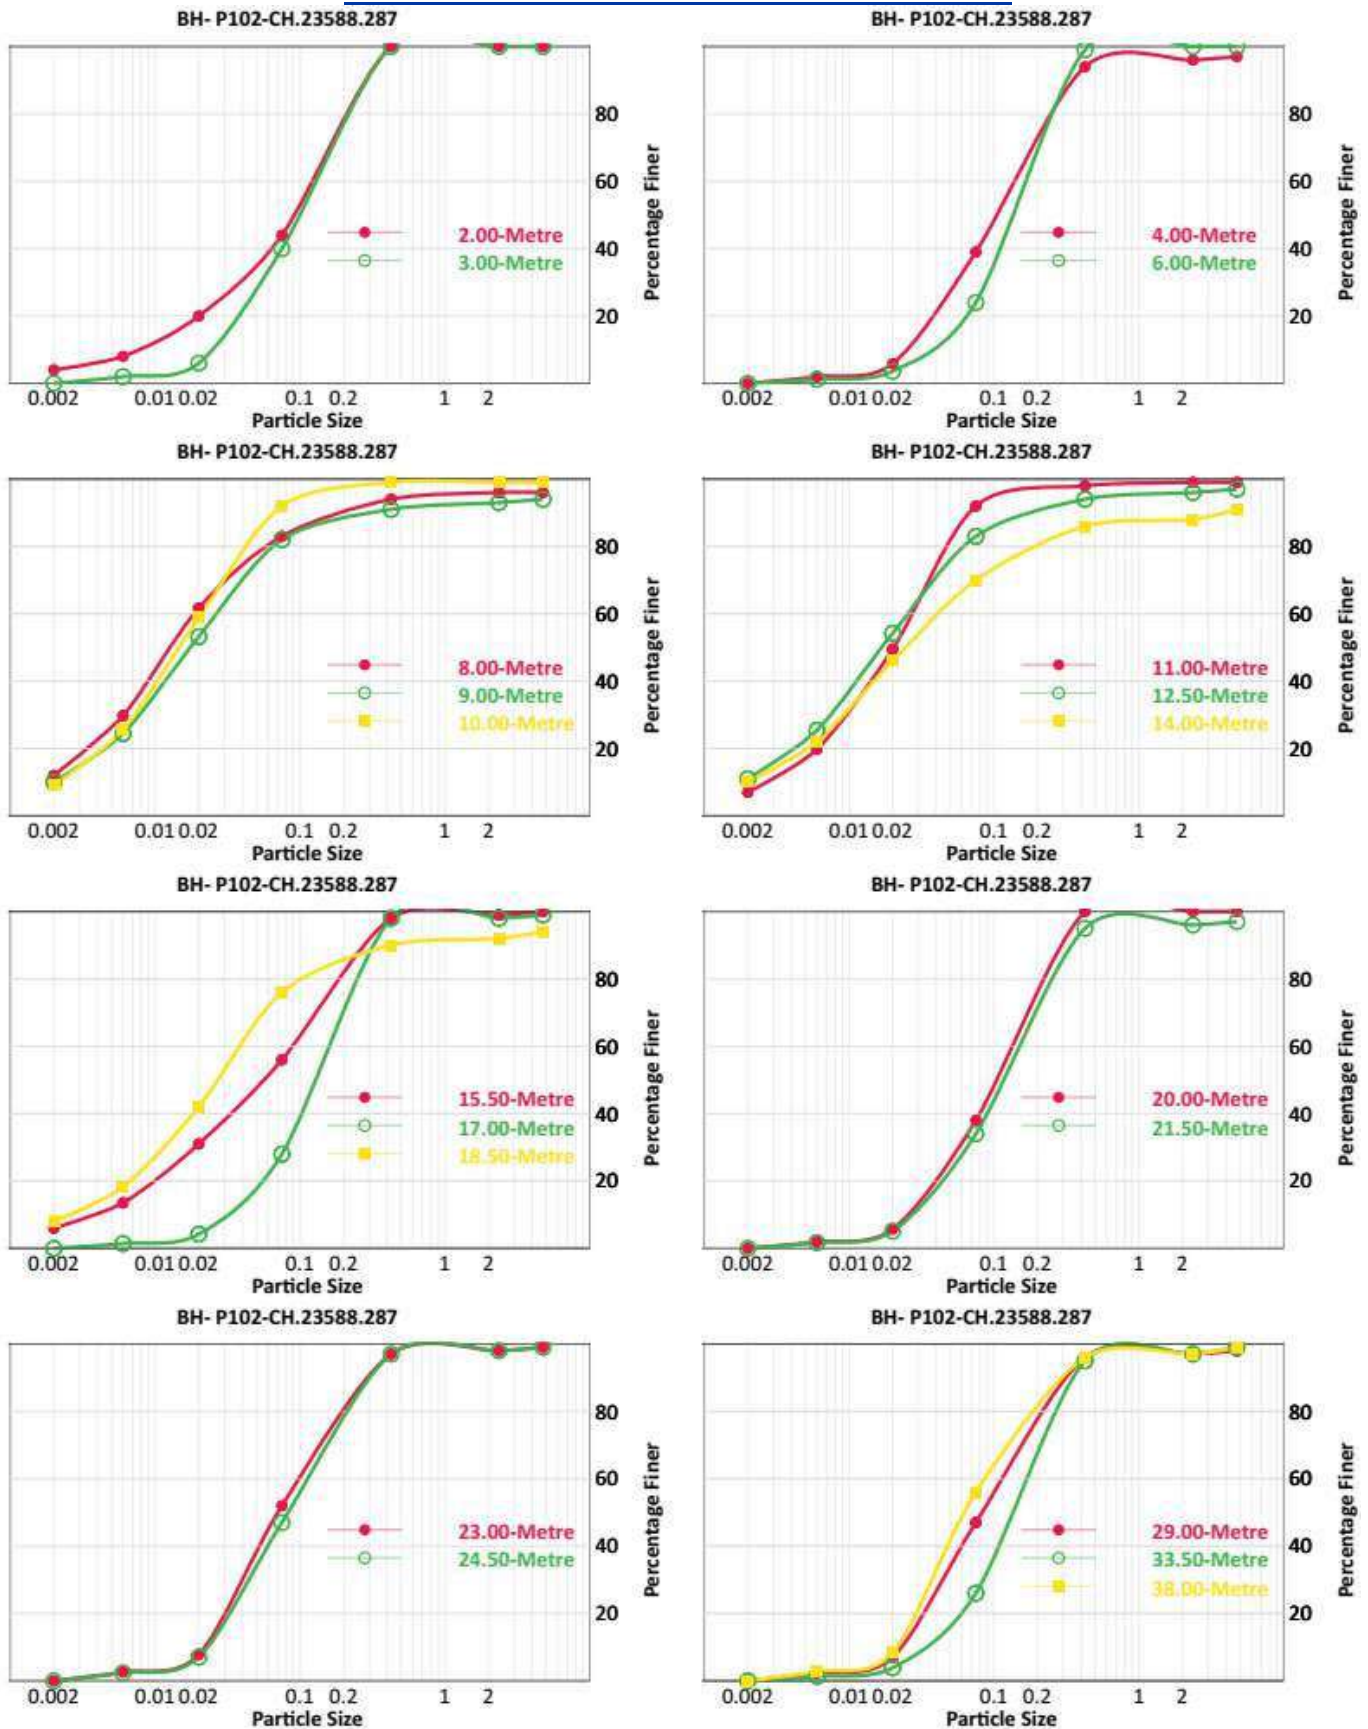 BH- P102-CH.23588.287
80
60
40
20
Percentage Finer
2.00-Metre
3.00-Metre
0.002 0.01 0.02 0.1 0.2 1 2
Particle Size
BH- P102-CH.23588.287
80
60
40
20
Percentage Finer
4.00-Metre
6.00-Metre
0.002 0.01 0.02 0.1 0.2 1 2
Particle Size
BH- P102-CH.23588.287
80
60
40
20
Percentage Finer
8.00-Metre
9.00-Metre
10.00-Metre
0.002 0.01 0.02 0.1 0.2 1 2
Particle Size
BH- P102-CH.23588.287
80
60
40
20
Percentage Finer
11.00-Metre
12.50-Metre
14.00-Metre
0.002 0.01 0.02 0.1 0.2 1 2
Particle Size
BH- P102-CH.23588.287
80
60
40
20
Percentage Finer
15.50-Metre
17.00-Metre
18.50-Metre
0.002 0.01 0.02 0.1 0.2 1 2
Particle Size
BH- P102-CH.23588.287
80
60
40
20
Percentage Finer
20.00-Metre
21.50-Metre
0.002 0.01 0.02 0.1 0.2 1 2
Particle Size
BH- P102-CH.23588.287
80
60
40
20
Percentage Finer
23.00-Metre
24.50-Metre
0.002 0.01 0.02 0.1 0.2 1 2
Particle Size
BH- P102-CH.23588.287
80
60
40
20
Percentage Finer
29.00-Metre
33.50-Metre
38.00-Metre
0.002 0.01 0.02 0.1 0.2 1 2
Particle Size